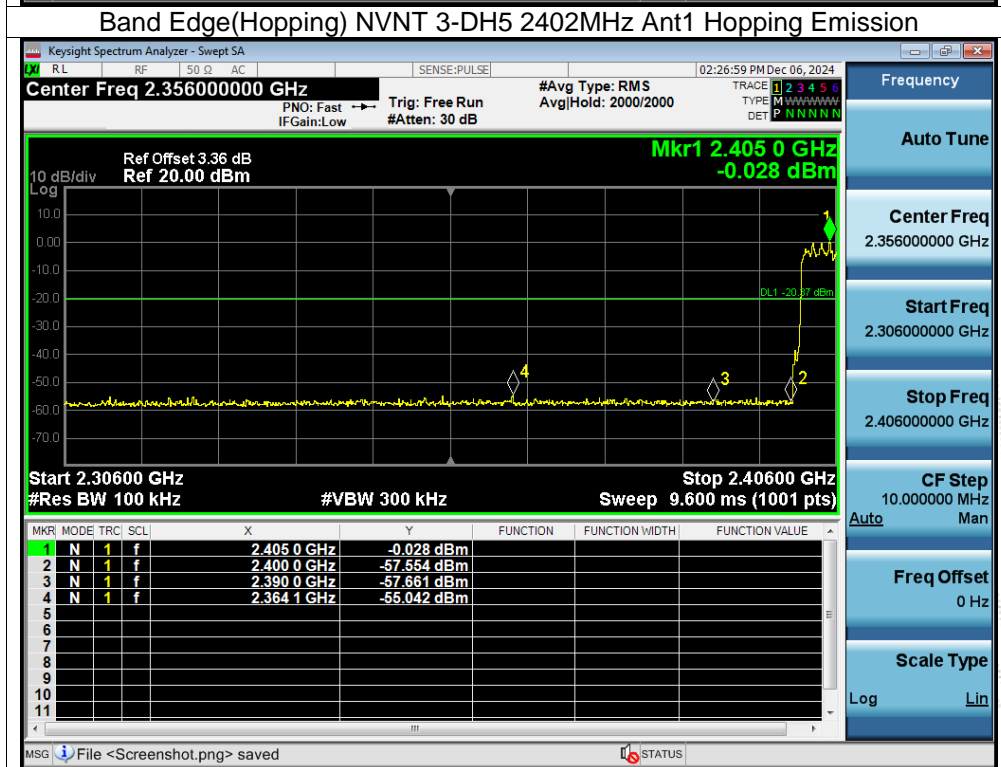 Band Edge(Hopping) NVNT 3-DH5 2402MHz Ant1 Hopping Emission
Keysight Spectrum Analyzer - Swept SA
LXI RL RF 50 Ω AC SENSE:PULSE 02:26:59 PM Dec 06, 2024
Center Freq 2.356000000 GHz
PNO: Fast
IFGain:Low
Trig: Free Run
#Atten: 30 dB
#Avg Type: RMS
Avg|Hold: 2000/2000
TRACE 1 2 3 4 5 6
TYPE M WWWWW
DET P N N N N N
Ref Offset 3.36 dB
Ref 20.00 dBm
10 dB/div
Log
Mkr1 2.405 0 GHz
-0.028 dBm
10.0
0.00
-10.0
-20.0
-30.0
-40.0
-50.0
-60.0
-70.0
DL1 -20.37 dBm
1
2
3
4
Start 2.30600 GHz
Stop 2.40600 GHz
#Res BW 100 kHz
#VBW 300 kHz
Sweep 9.600 ms (1001 pts)
MKR MODE TRC SCL X Y FUNCTION FUNCTION WIDTH FUNCTION VALUE
1 N 1 f 2.405 0 GHz -0.028 dBm
2 N 1 f 2.400 0 GHz -57.554 dBm
3 N 1 f 2.390 0 GHz -57.661 dBm
4 N 1 f 2.364 1 GHz -55.042 dBm
5
6
7
8
9
10
11
MSG File <Screenshot.png> saved
STATUS
Frequency
Auto Tune
Center Freq
2.356000000 GHz
Start Freq
2.306000000 GHz
Stop Freq
2.406000000 GHz
CF Step
10.000000 MHz
Auto Man
Freq Offset
0 Hz
Scale Type
Log Lin